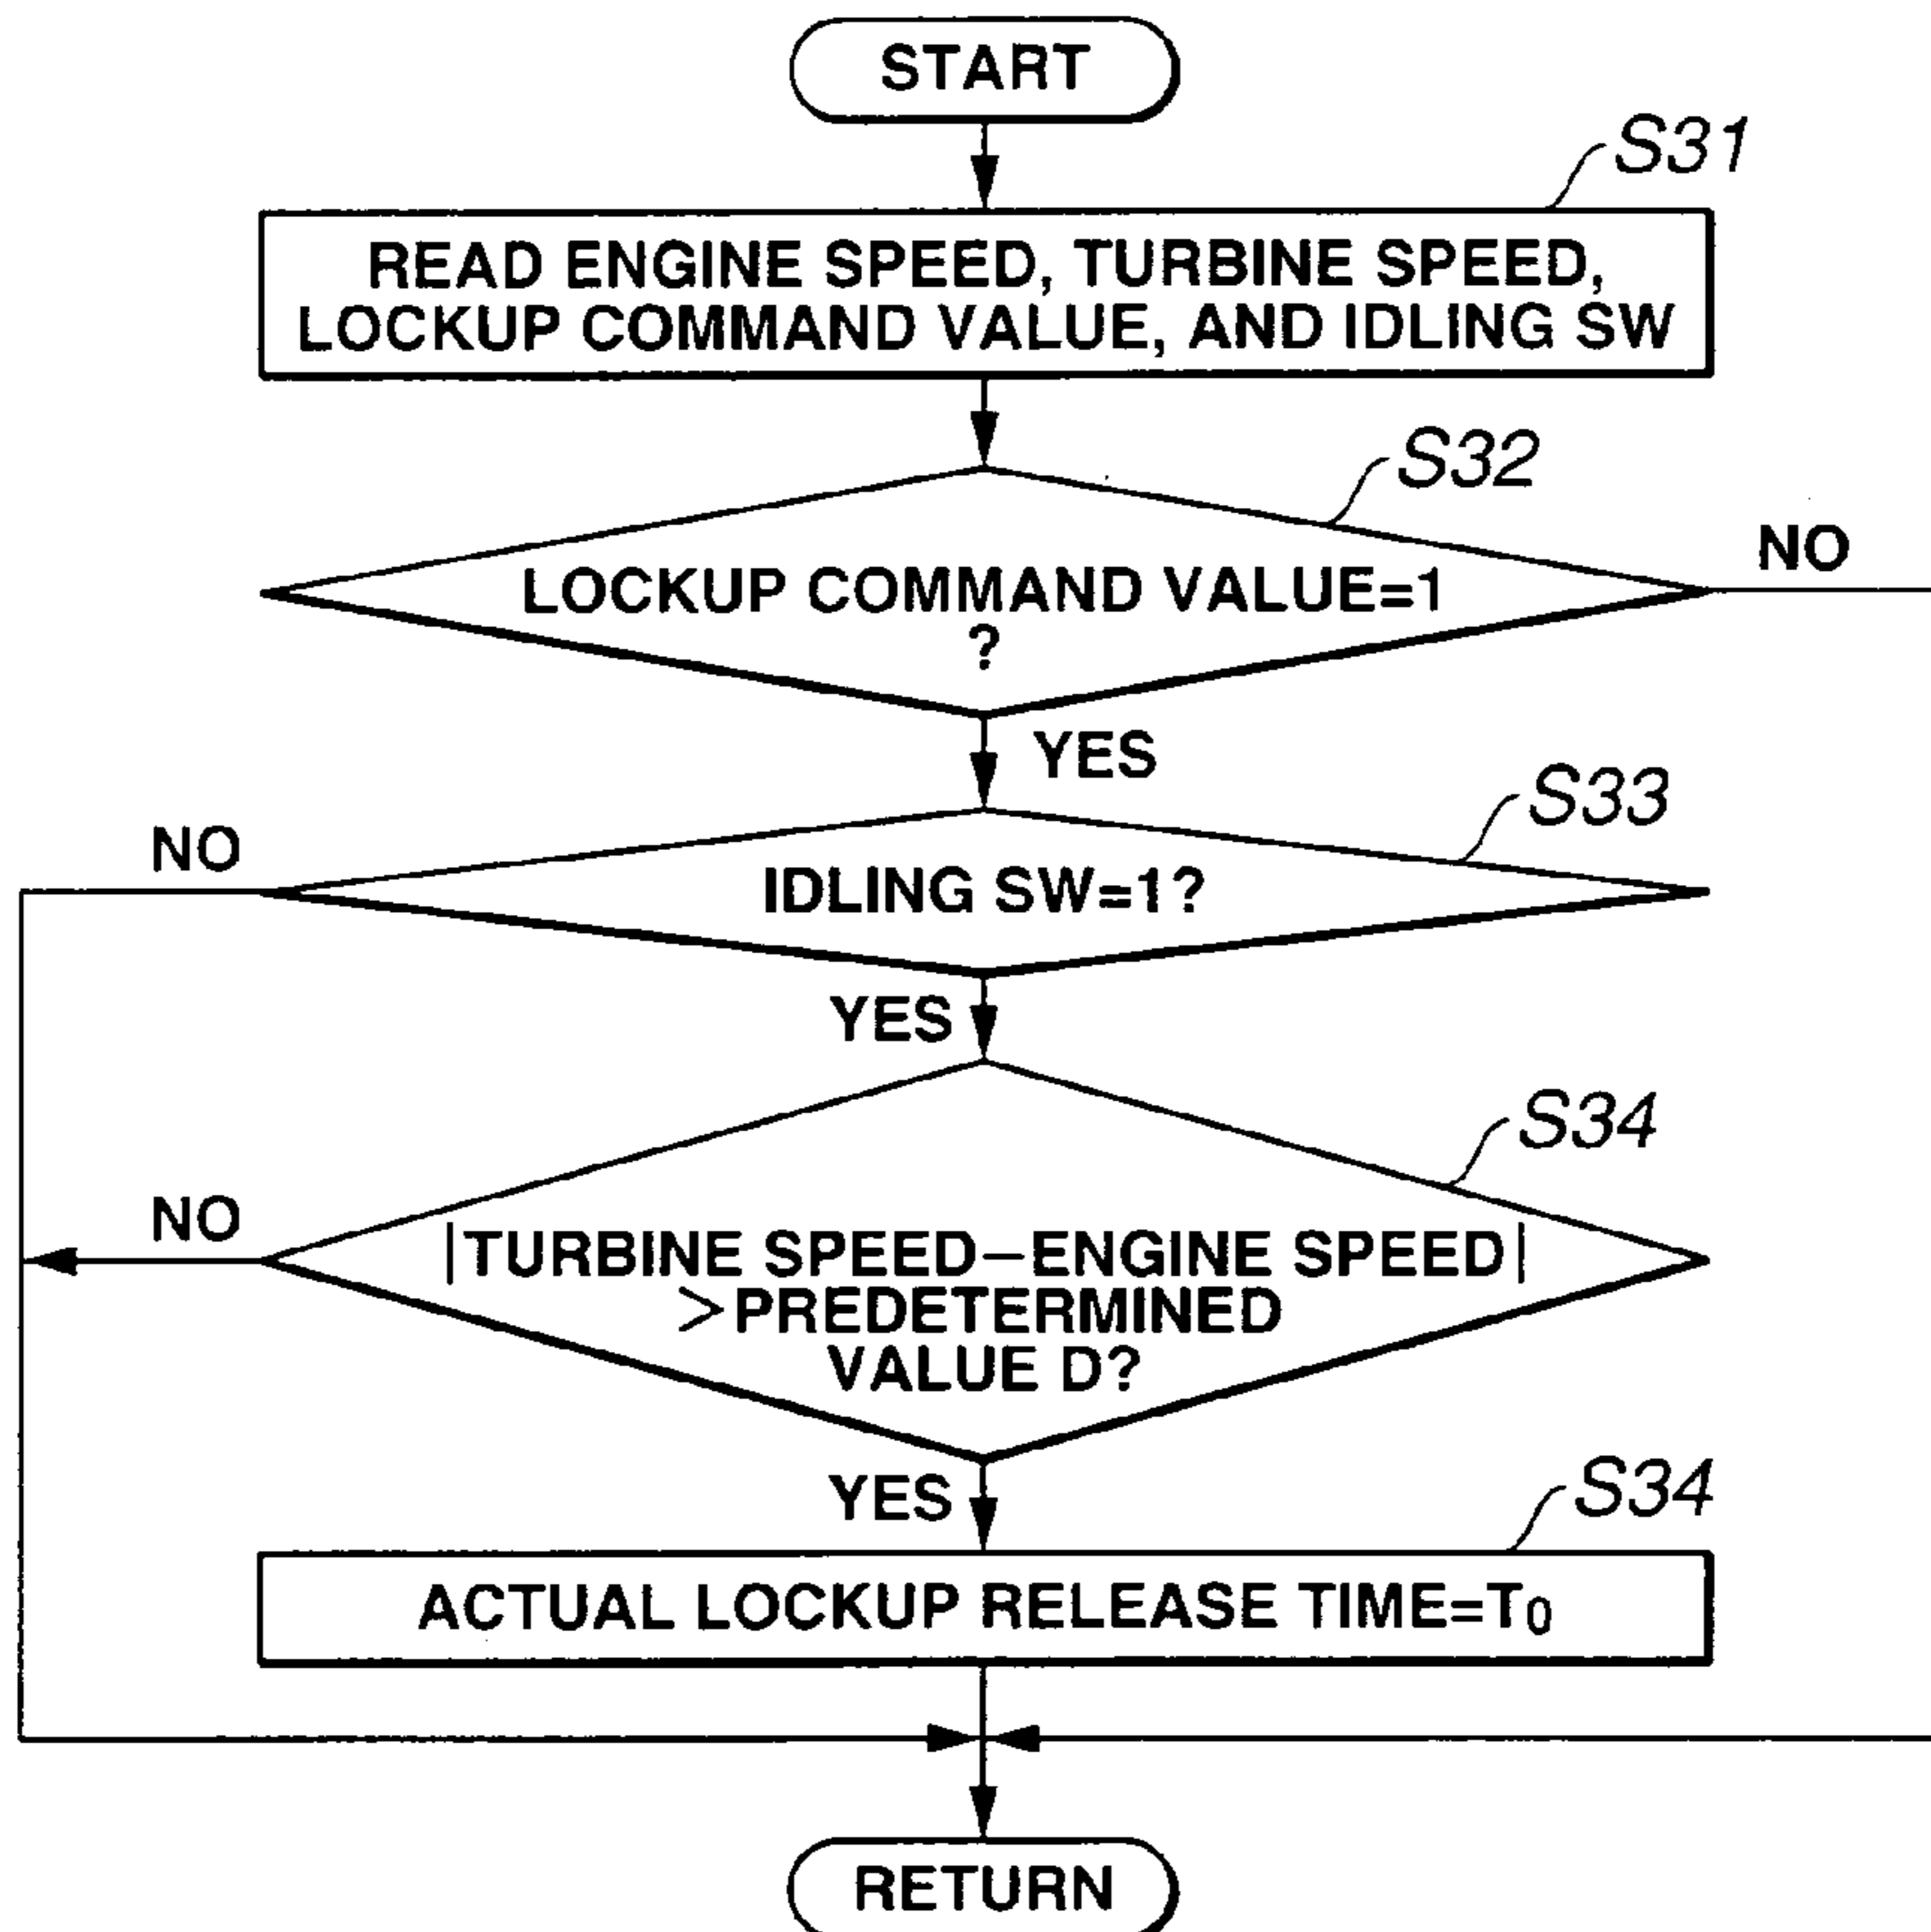 START
S31
READ ENGINE SPEED, TURBINE SPEED,
LOCKUP COMMAND VALUE, AND IDLING SW
S32
NO
LOCKUP COMMAND VALUE=1
?
YES
S33
NO
IDLING SW=1?
YES
S34
NO
|TURBINE SPEED–ENGINE SPEED|
>PREDETERMINED
VALUE D?
YES
S34
ACTUAL LOCKUP RELEASE TIME=T0
RETURN